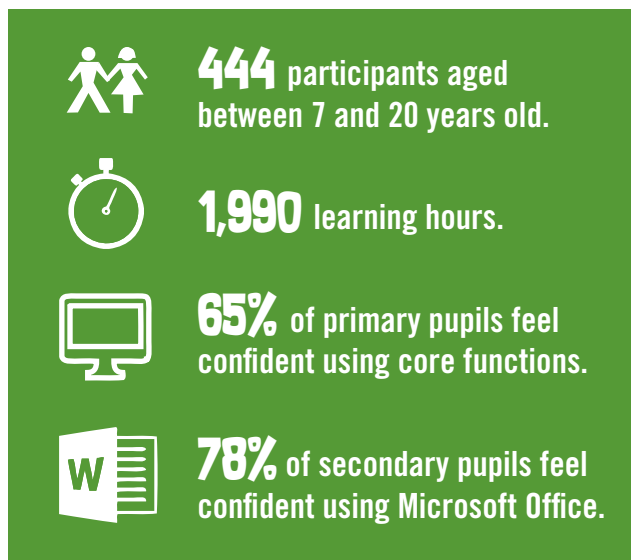 444 participants aged
between 7 and 20 years old.
1,990 learning hours.
65% of primary pupils feel
confident using core functions.
W
78% of secondary pupils feel
confident using Microsoft Office.